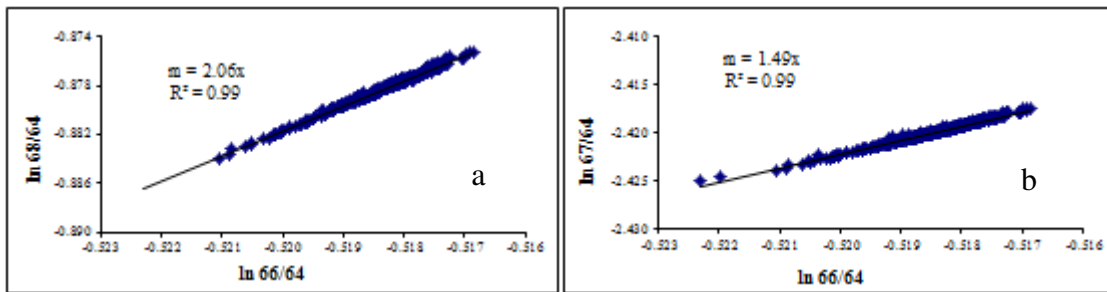 -0.874
-0.878
-0.882
-0.886
-0.890
ln 68/64
m = 2.06x
R² = 0.99
a
-0.523 -0.522 -0.521 -0.520 -0.519 -0.518 -0.517 -0.516
ln 66/64
-2.410
-2.415
-2.420
-2.425
-2.430
ln 67/64
m = 1.49x
R² = 0.99
b
-0.523 -0.522 -0.521 -0.520 -0.519 -0.518 -0.517 -0.516
ln 66/64